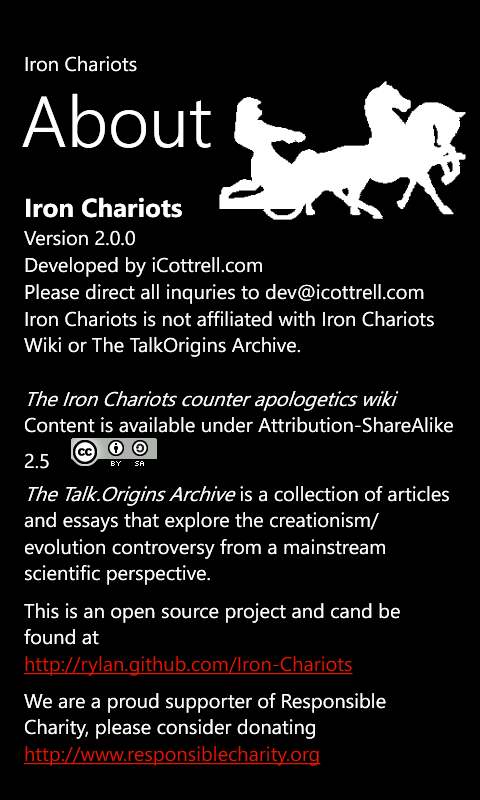 Iron Chariots
About
Iron Chariots
Version 2.0.0
Developed by iCottrell.com
Please direct all inquries to dev@icottrell.com
Iron Chariots is not affiliated with Iron Chariots
Wiki or The TalkOrigins Archive.
The Iron Chariots counter apologetics wiki
Content is available under Attribution-ShareAlike
2.5 cc BY SA
The Talk.Origins Archive is a collection of articles
and essays that explore the creationism/
evolution controversy from a mainstream
scientific perspective.
This is an open source project and cand be
found at
http://rylan.github.com/Iron-Chariots
We are a proud supporter of Responsible
Charity, please consider donating
http://www.responsiblecharity.org